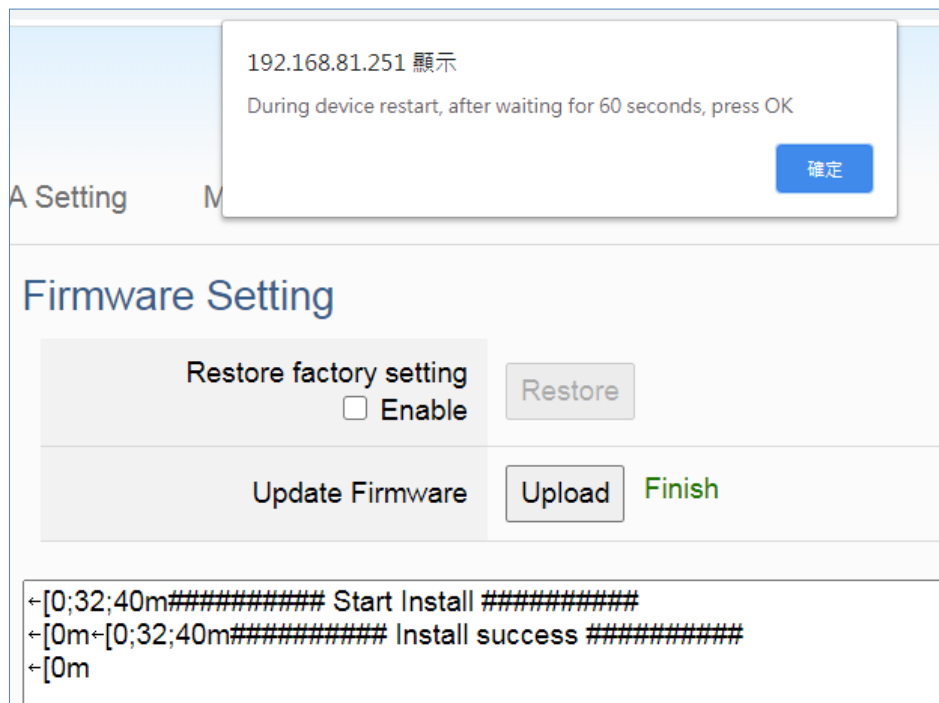 192.168.81.251 顯示
During device restart, after waiting for 60 seconds, press OK
確定
A Setting
Firmware Setting
Restore factory setting
Enable
Restore
Update Firmware
Upload
Finish
←[0;32;40m########## Start Install ##########
←[0m←[0;32;40m########## Install success ##########
←[0m